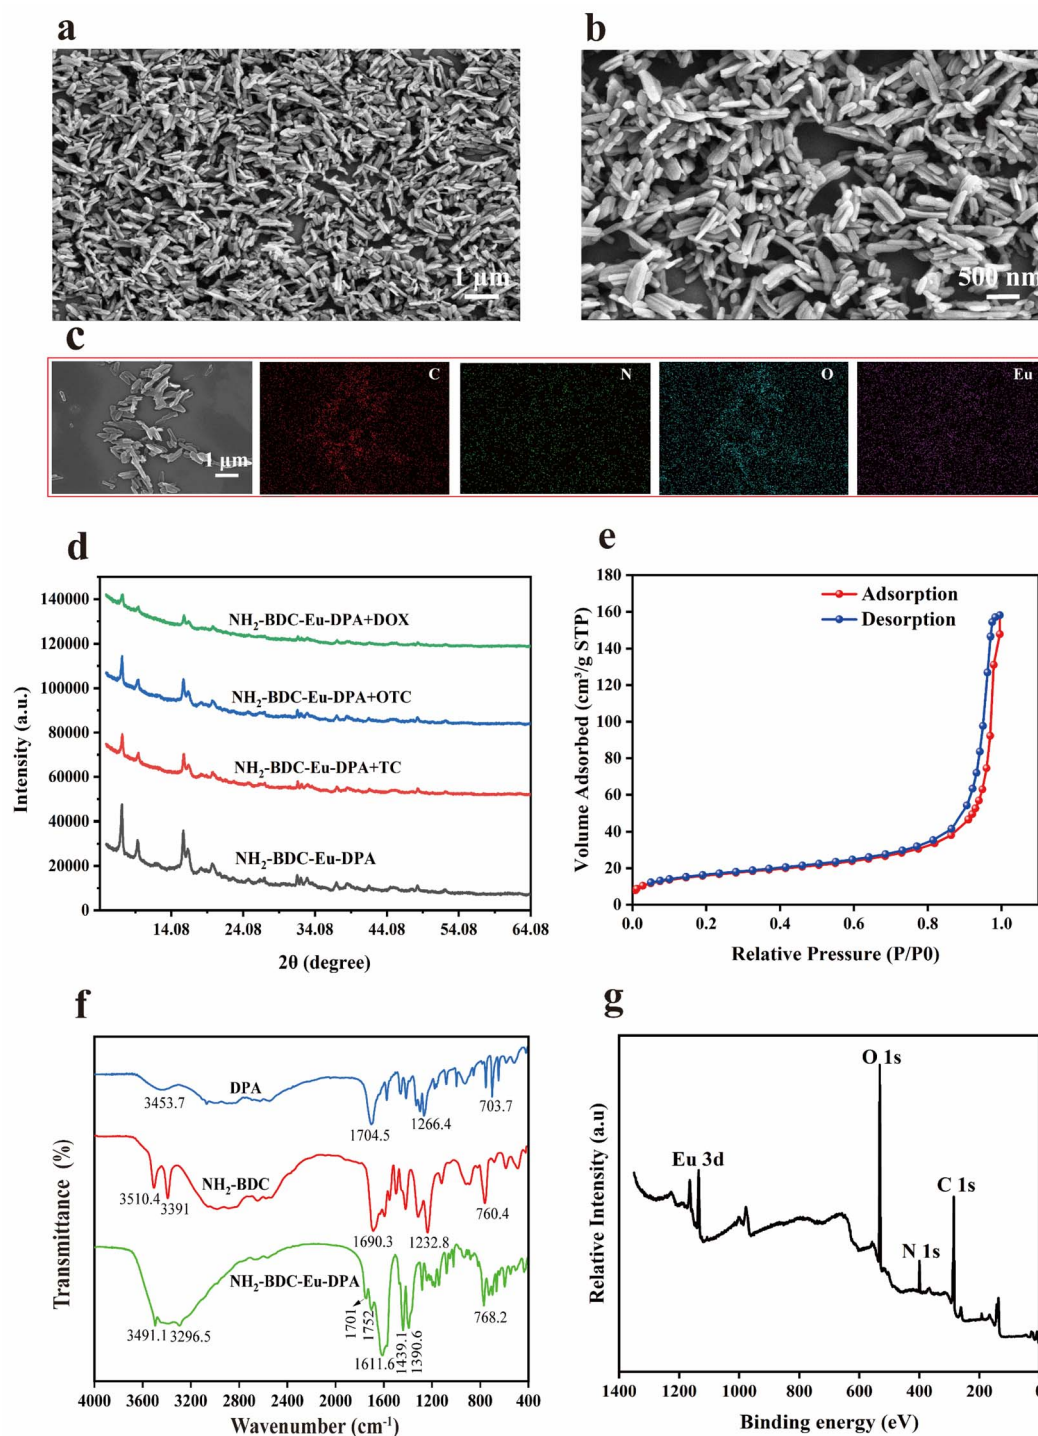 a
b
1 μm
500 nm
c
C
N
O
Eu
1 μm
d
Intensity (a.u.)
140000
120000
100000
80000
60000
40000
20000
0
NH₂-BDC-Eu-DPA+DOX
NH₂-BDC-Eu-DPA+OTC
NH₂-BDC-Eu-DPA+TC
NH₂-BDC-Eu-DPA
14.08 24.08 34.08 44.08 54.08 64.08
2θ (degree)
e
Volume Adsorbed (cm³/g STP)
180
160
140
120
100
80
60
40
20
0
Adsorption
Desorption
0.0 0.2 0.4 0.6 0.8 1.0
Relative Pressure (P/P0)
f
Transmittance (%)
DPA
3453.7
1704.5
1266.4
703.7
NH₂-BDC
3510.4
3391
1690.3
1232.8
760.4
NH₂-BDC-Eu-DPA
3491.1
3296.5
1701
1752
1611.6
1439.1
1390.6
768.2
4000 3600 3200 2800 2400 2000 1600 1200 800 400
Wavenumber (cm⁻¹)
g
Relative Intensity (a.u)
O 1s
Eu 3d
C 1s
N 1s
1400 1200 1000 800 600 400 200 0
Binding energy (eV)